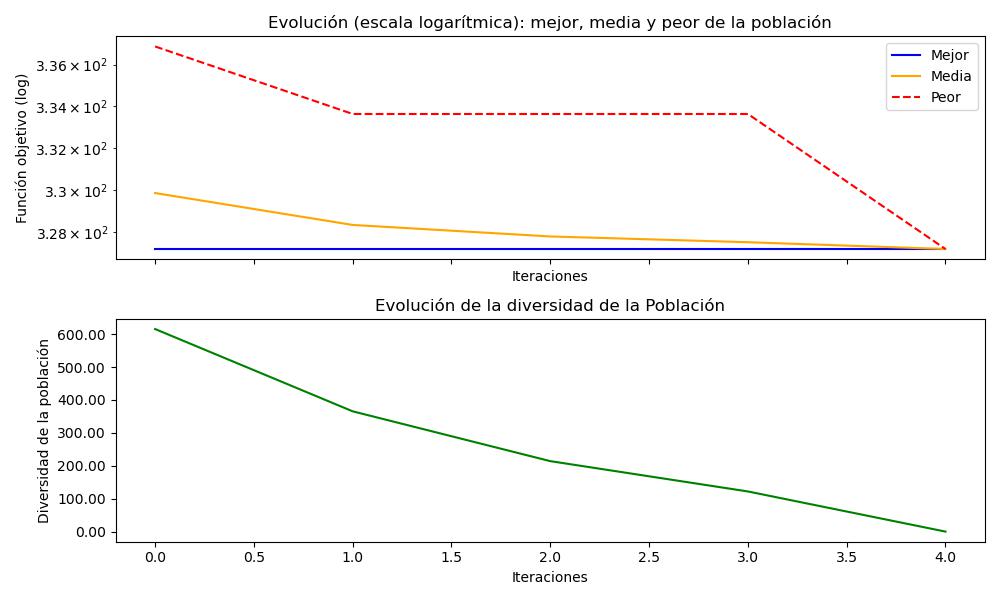 Evolución (escala logarítmica): mejor, media y peor de la población
Función objetivo (log)
3.36 × 10²
3.34 × 10²
3.32 × 10²
3.3 × 10²
3.28 × 10²
Mejor
Media
Peor
Iteraciones
Evolución de la diversidad de la Población
Diversidad de la población
600.00
500.00
400.00
300.00
200.00
100.00
0.00
0.0 0.5 1.0 1.5 2.0 2.5 3.0 3.5 4.0
Iteraciones